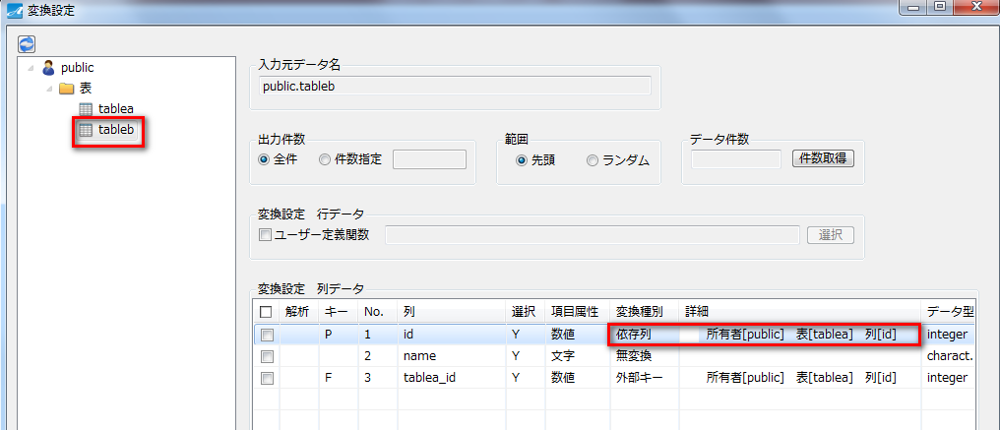 変換設定
public
表
tablea
tableb
入力元データ名
public.tableb
出力件数
全件 件数指定
範囲
先頭 ランダム
データ件数
件数取得
変換設定 行データ
ユーザー定義関数 選択
変換設定 列データ
解析 キー No. 列 選択 項目属性 変換種別 詳細 データ型
P 1 id Y 数値 依存列 所有者[public] 表[tablea] 列[id] integer
2 name Y 文字 無変換 charact.
F 3 tablea_id Y 数値 外部キー 所有者[public] 表[tablea] 列[id] integer